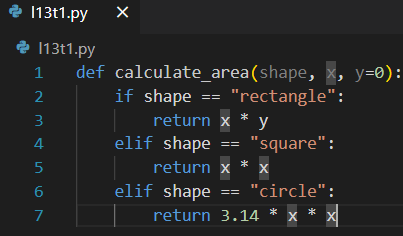 l13t1.py ×
l13t1.py
1 def calculate_area(shape, x, y=0):
2     if shape == "rectangle":
3         return x * y
4     elif shape == "square":
5         return x * x
6     elif shape == "circle":
7         return 3.14 * x * x